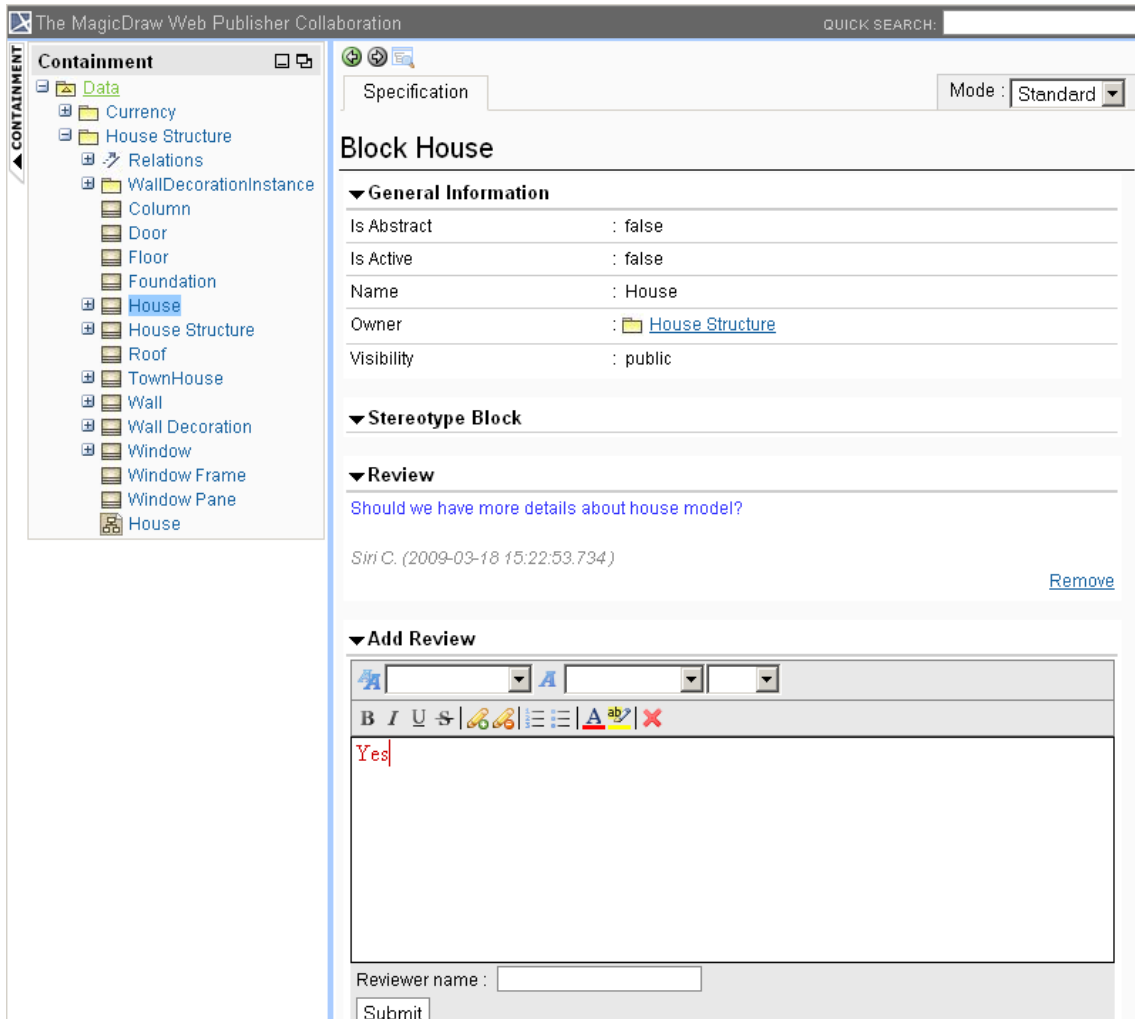 The MagicDraw Web Publisher Collaboration
QUICK SEARCH:
CONTAINMENT
Containment
Data
Currency
House Structure
Relations
WallDecorationInstance
Column
Door
Floor
Foundation
House
House Structure
Roof
TownHouse
Wall
Wall Decoration
Window
Window Frame
Window Pane
House
Specification
Mode : Standard
Block House
General Information
Is Abstract : false
Is Active : false
Name : House
Owner : House Structure
Visibility : public
Stereotype Block
Review
Should we have more details about house model?
Siri C. (2009-03-18 15:22:53.734 )
Remove
Add Review
B I U S A ab
Yes
Reviewer name :
Submit